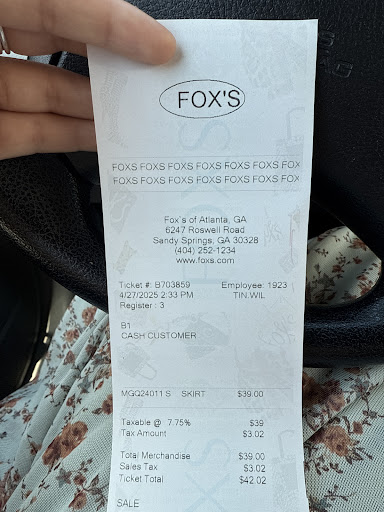 FOX'S
FOXS FOXS FOXS FOXS FOXS FOXS FOX
FOXS FOXS FOXS FOXS FOXS FOXS FOX
Fox's of Atlanta, GA
6247 Roswell Road
Sandy Springs, GA 30328
(404) 252-1234
www.foxs.com
Ticket #: B703859 Employee: 1923
4/27/2025 2:33 PM TIN.WIL
Register : 3
B1
CASH CUSTOMER
MGQ24011 S SKIRT $39.00
Taxable @ 7.75% $39
Tax Amount $3.02
Total Merchandise $39.00
Sales Tax $3.02
Ticket Total $42.02
SALE